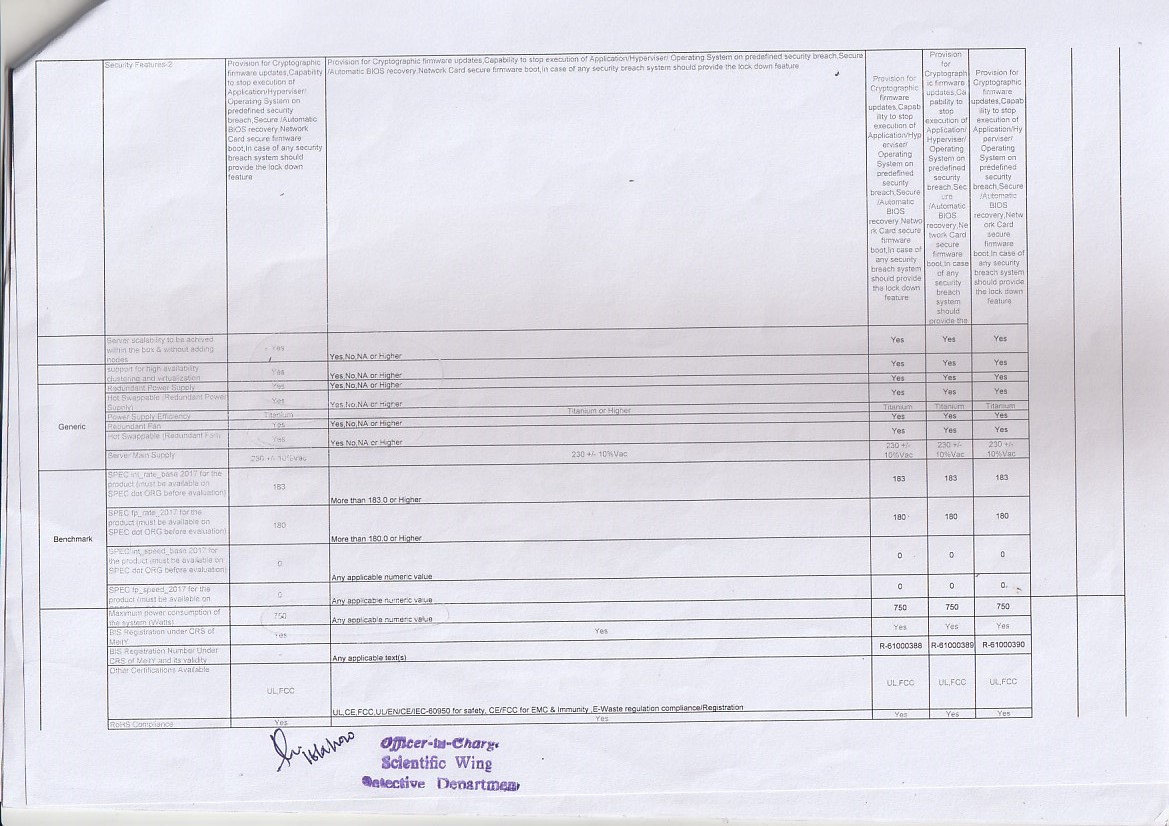 Security Features-2
Provision for Cryptographic
firmware updates,Capability
to stop execution of
Application/Hyperviser/
Operating System on
predefined security
breach,Secure /Automatic
BIOS recovery,Network
Card secure firmware
boot,In case of any security
breach system should
provide the lock down
feature
Provision for Cryptographic firmware updates,Capability to stop execution of Application/Hyperviser/ Operating System on predefined security breach,Secure
/Automatic BIOS recovery,Network Card secure firmware boot,In case of any security breach system should provide the lock down feature
Provision for
Cryptographic
firmware
updates,Capab
ility to stop
execution of
Application/Hyp
erviser/
Operating
System on
predefined
security
breach,Secure
/Automatic
BIOS
recovery,Netwo
rk Card secure
firmware
boot,In case of
any security
breach system
should provide
the lock down
feature
Provision
for
Cryptograph
ic firmware
updates,Ca
pability to
stop
execution of
Application/
Hyperviser/
Operating
System on
predefined
security
breach,Sec
ure
/Automatic
BIOS
recovery,Ne
twork Card
secure
firmware
boot,In case
of any
security
breach
system
should
provide the
Provision for
Cryptographic
firmware
updates,Capab
ility to stop
execution of
Application/Hy
perviser/
Operating
System on
predefined
security
breach,Secure
/Automatic
BIOS
recovery,Netw
ork Card
secure
firmware
boot,In case of
any security
breach system
should provide
the lock down
feature
Server scalability to be achived
within the box & without adding
nodes
Yes
Yes,No,NA or Higher
Yes Yes Yes
support for high availability
clustering and virtualization
Yes
Yes,No,NA or Higher
Yes Yes Yes
Generic
Redundant Power Supply
Yes
Yes,No,NA or Higher
Yes Yes Yes
Hot Swappable (Redundant Power
Supply)
Yes
Yes,No,NA or Higher
Yes Yes Yes
Power Supply Efficiency
Titanium
Titanium or Higher
Titanium Titanium Titanium
Redundant Fan
Yes
Yes,No,NA or Higher
Yes Yes Yes
Hot Swappable (Redundant Fan)
Yes
Yes,No,NA or Higher
Yes Yes Yes
Server Main Supply
230 +/- 10%Vac
230 +/- 10%Vac
230 +/- 230 +/- 230 +/-
10%Vac 10%Vac 10%Vac
Benchmark
SPEC int_rate_base 2017 for the
product (must be available on
SPEC dot ORG before evaluation)
183
More than 183.0 or Higher
183 183 183
SPEC fp_rate_2017 for the
product (must be available on
SPEC dot ORG before evaluation)
180
More than 180.0 or Higher
180 180 180
SPEC int_speed_base 2017 for
the product (must be available on
SPEC dot ORG before evaluation)
0
Any applicable numeric value
0 0 0
SPEC fp_speed_2017 for the
product (must be available on
0
Any applicable numeric value
0 0 0
Maximum power consumption of
the system (Watts)
750
Any applicable numeric value
750 750 750
BIS Registration under CRS of
MeitY
Yes
Yes
Yes Yes Yes
BIS Registration Number Under
CRS of MeitY and its validity
Any applicable text(s)
R-61000388 R-61000389 R-61000390
Other Certifications Available
UL,FCC
UL,CE,FCC,UL/EN/CE/IEC-60950 for safety, CE/FCC for EMC & Immunity ,E-Waste regulation compliance/Registration
UL,FCC UL,FCC UL,FCC
RoHS Compliance
Yes
Yes
Yes Yes Yes
Officer-in-Charge
Scientific Wing
Detective Department